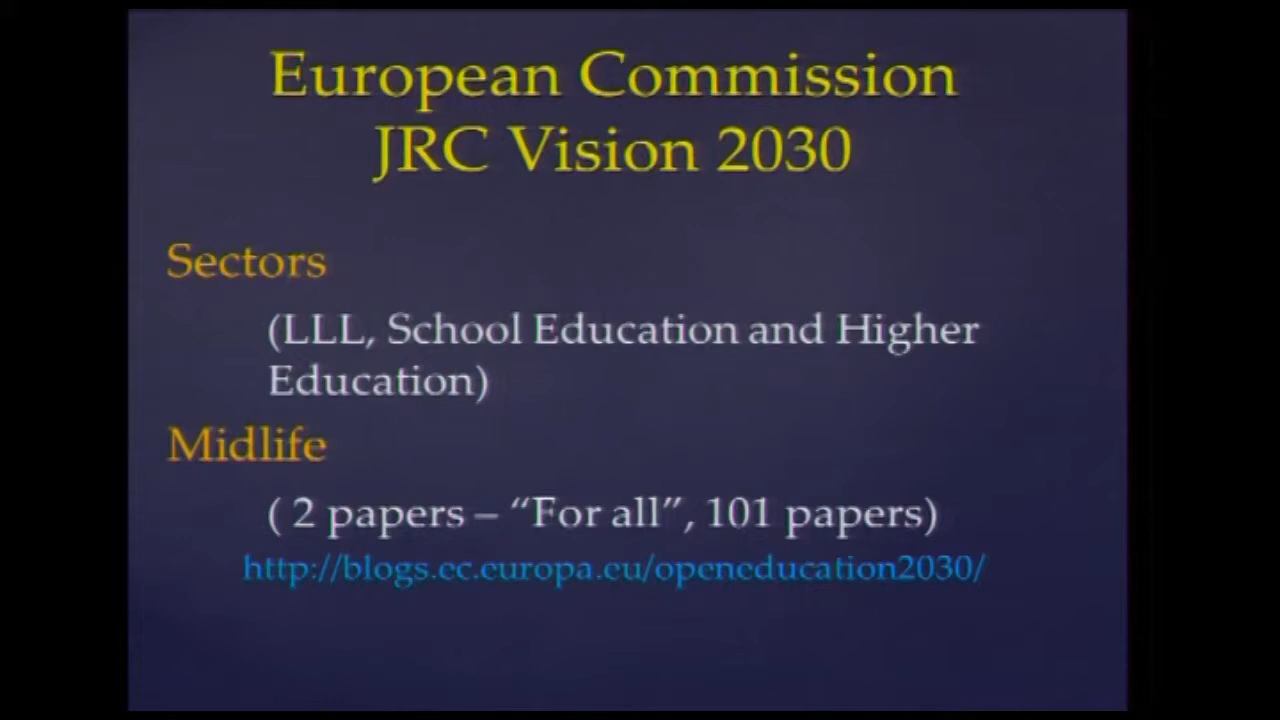 European Commission
JRC Vision 2030
Sectors
(LLL, School Education and Higher
Education)
Midlife
( 2 papers – “For all”, 101 papers)
http://blogs.ec.europa.eu/openeducation2030/